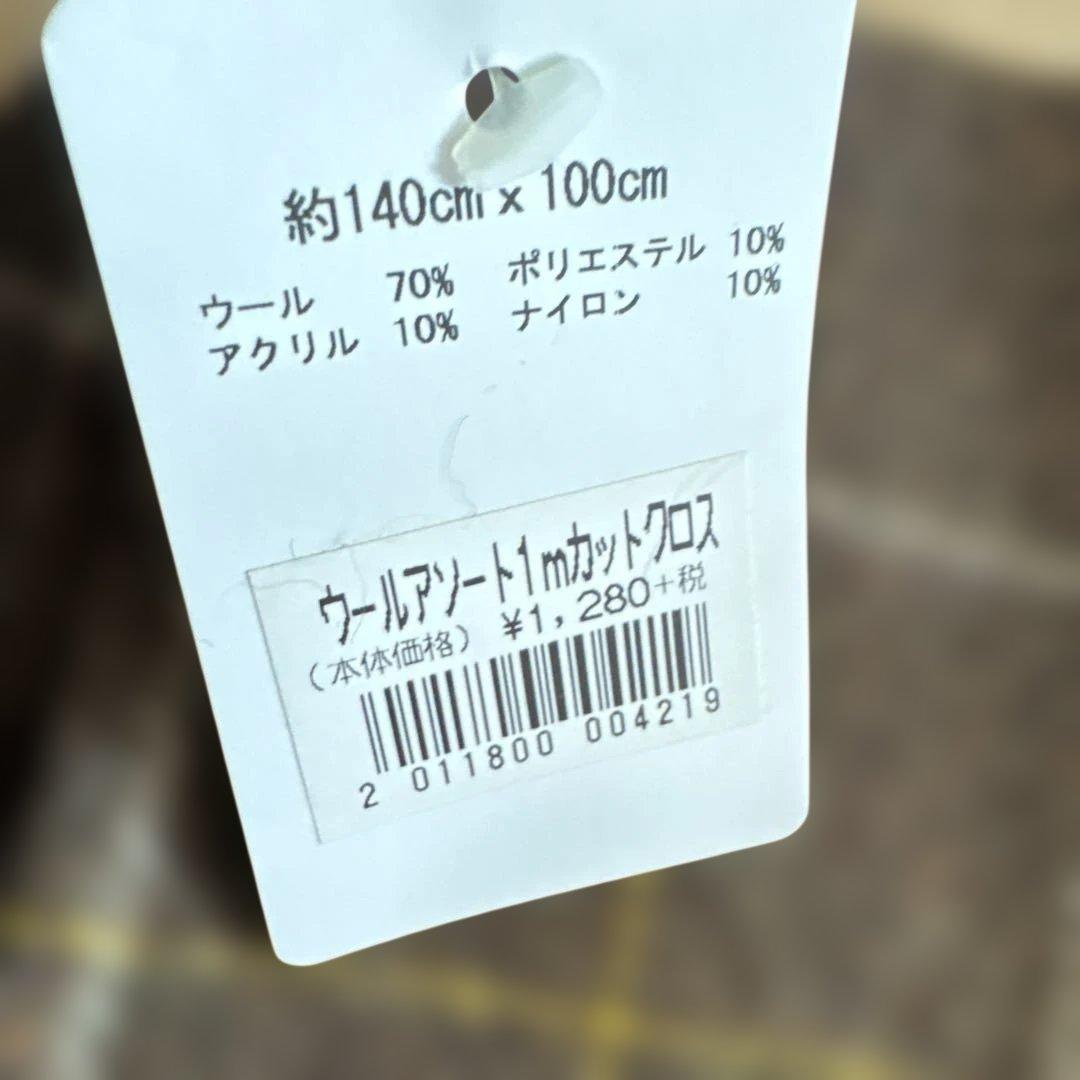 約140cm x 100cm
ウール 70% ポリエステル 10%
アクリル 10% ナイロン 10%
ウールアソート1mカットクロス
(本体価格) ¥1,280+税
2 011800 004219